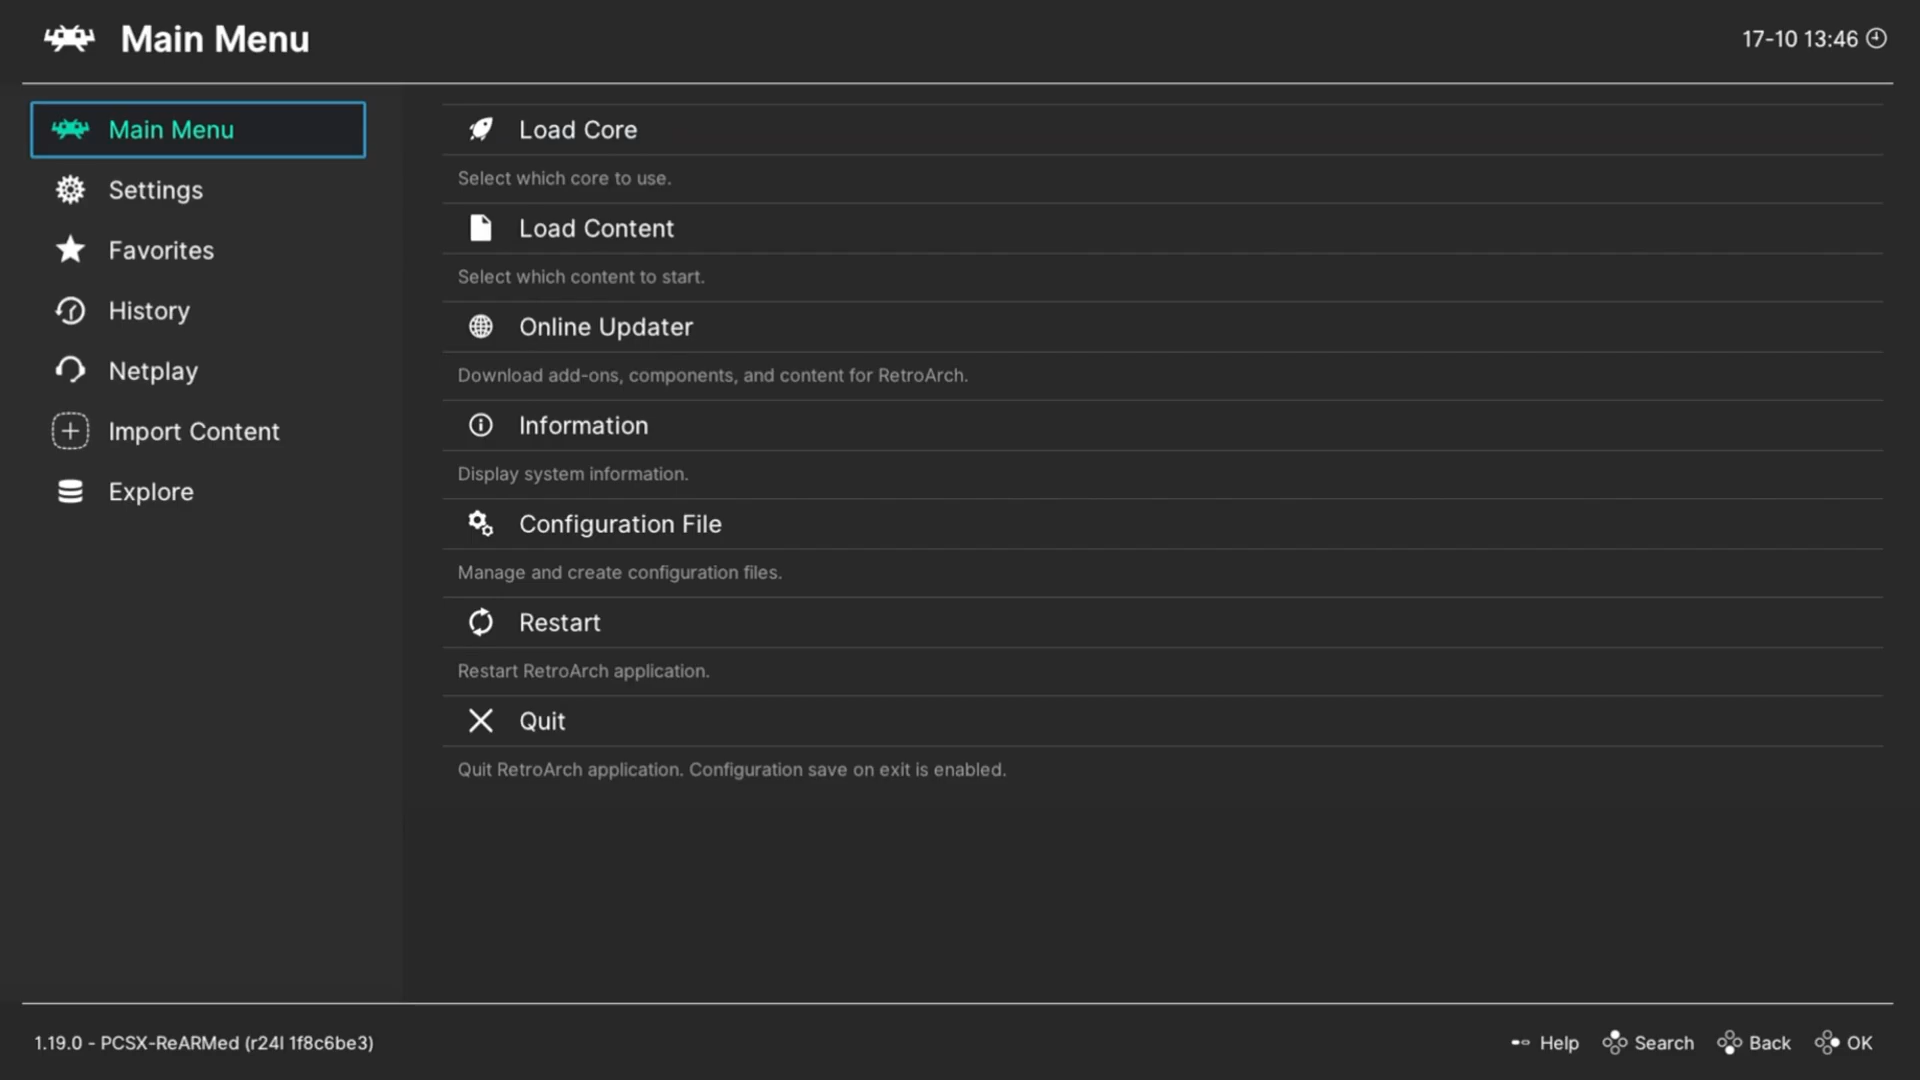 Main Menu
17-10 13:46
Main Menu
Settings
Favorites
History
Netplay
Import Content
Explore
Load Core
Select which core to use.
Load Content
Select which content to start.
Online Updater
Download add-ons, components, and content for RetroArch.
Information
Display system information.
Configuration File
Manage and create configuration files.
Restart
Restart RetroArch application.
Quit
Quit RetroArch application. Configuration save on exit is enabled.
1.19.0 - PCSX-ReARMed (r24l 1f8c6be3)
Help Search Back OK